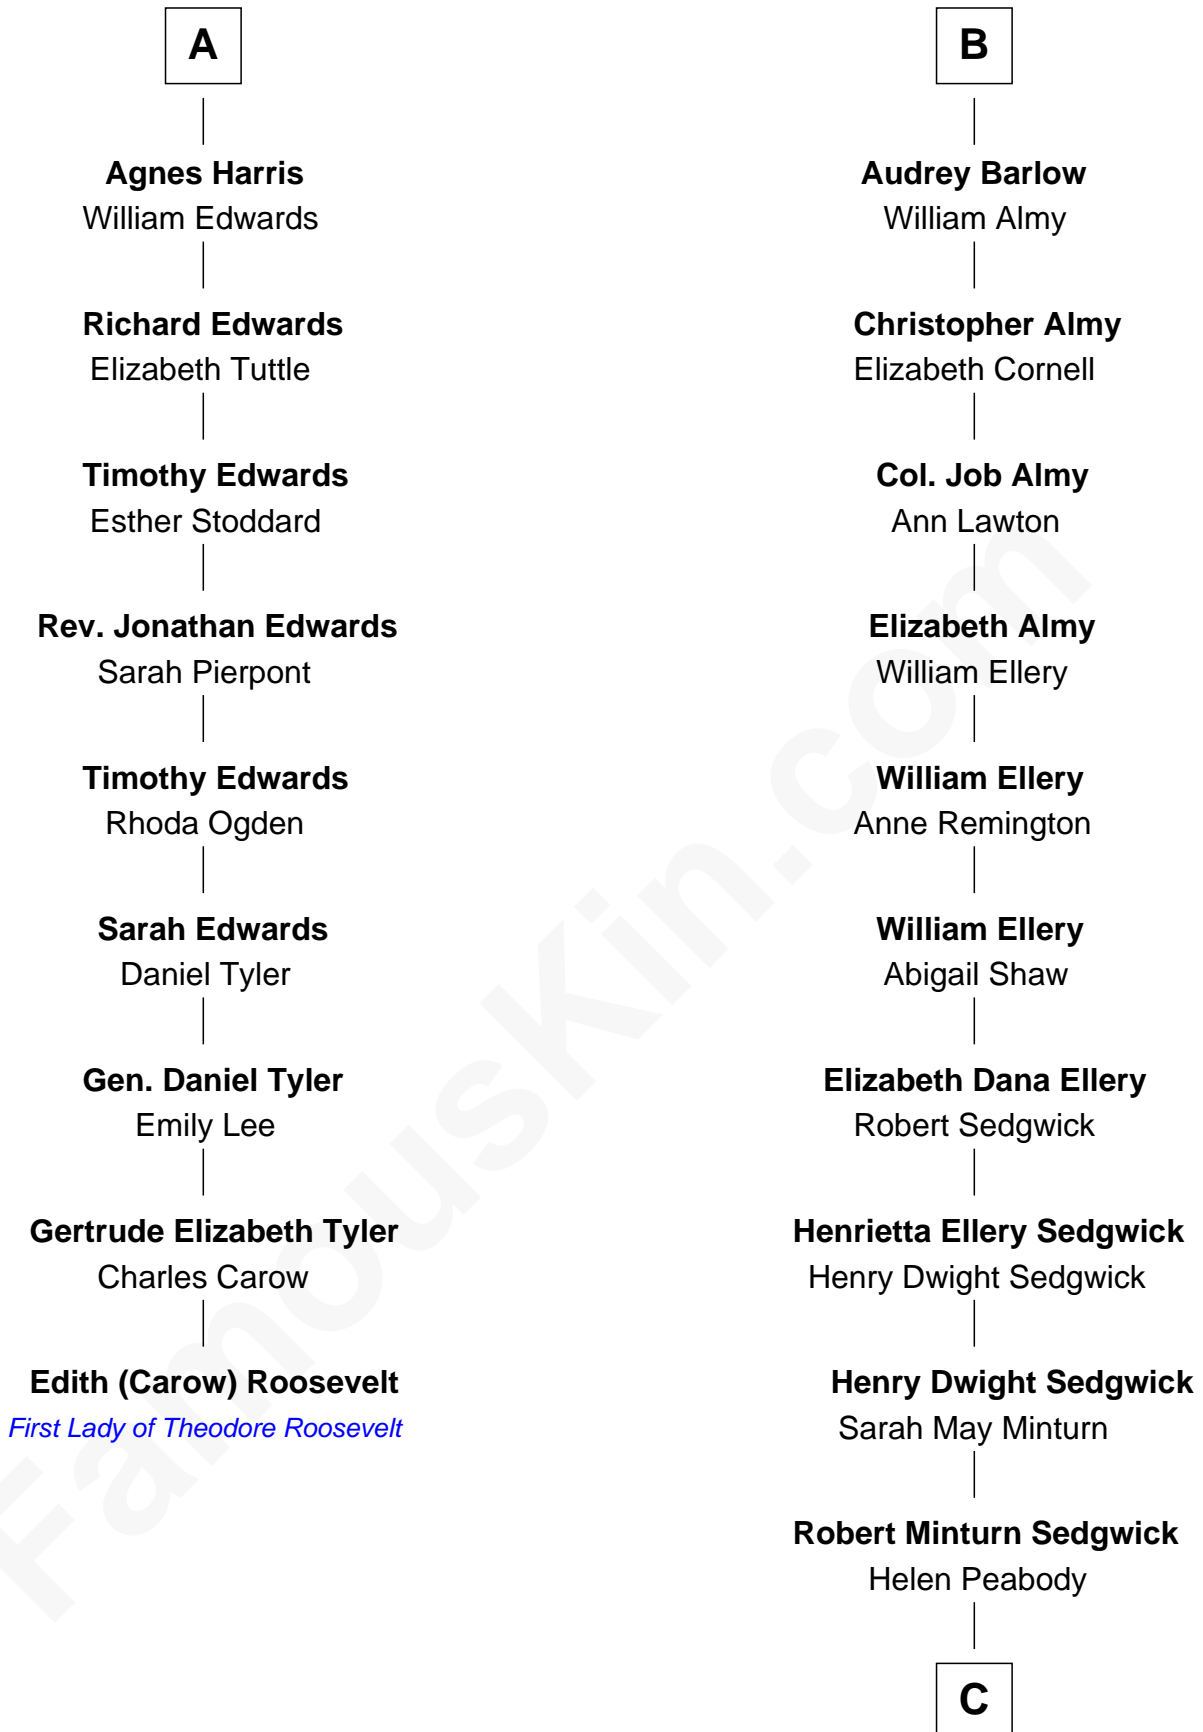 A
Agnes Harris
William Edwards
Richard Edwards
Elizabeth Tuttle
Timothy Edwards
Esther Stoddard
Rev. Jonathan Edwards
Sarah Pierpont
Timothy Edwards
Rhoda Ogden
Sarah Edwards
Daniel Tyler
Gen. Daniel Tyler
Emily Lee
Gertrude Elizabeth Tyler
Charles Carow
Edith (Carow) Roosevelt
First Lady of Theodore Roosevelt
B
Audrey Barlow
William Almy
Christopher Almy
Elizabeth Cornell
Col. Job Almy
Ann Lawton
Elizabeth Almy
William Ellery
William Ellery
Anne Remington
William Ellery
Abigail Shaw
Elizabeth Dana Ellery
Robert Sedgwick
Henrietta Ellery Sedgwick
Henry Dwight Sedgwick
Henry Dwight Sedgwick
Sarah May Minturn
Robert Minturn Sedgwick
Helen Peabody
C
FamousKin.com